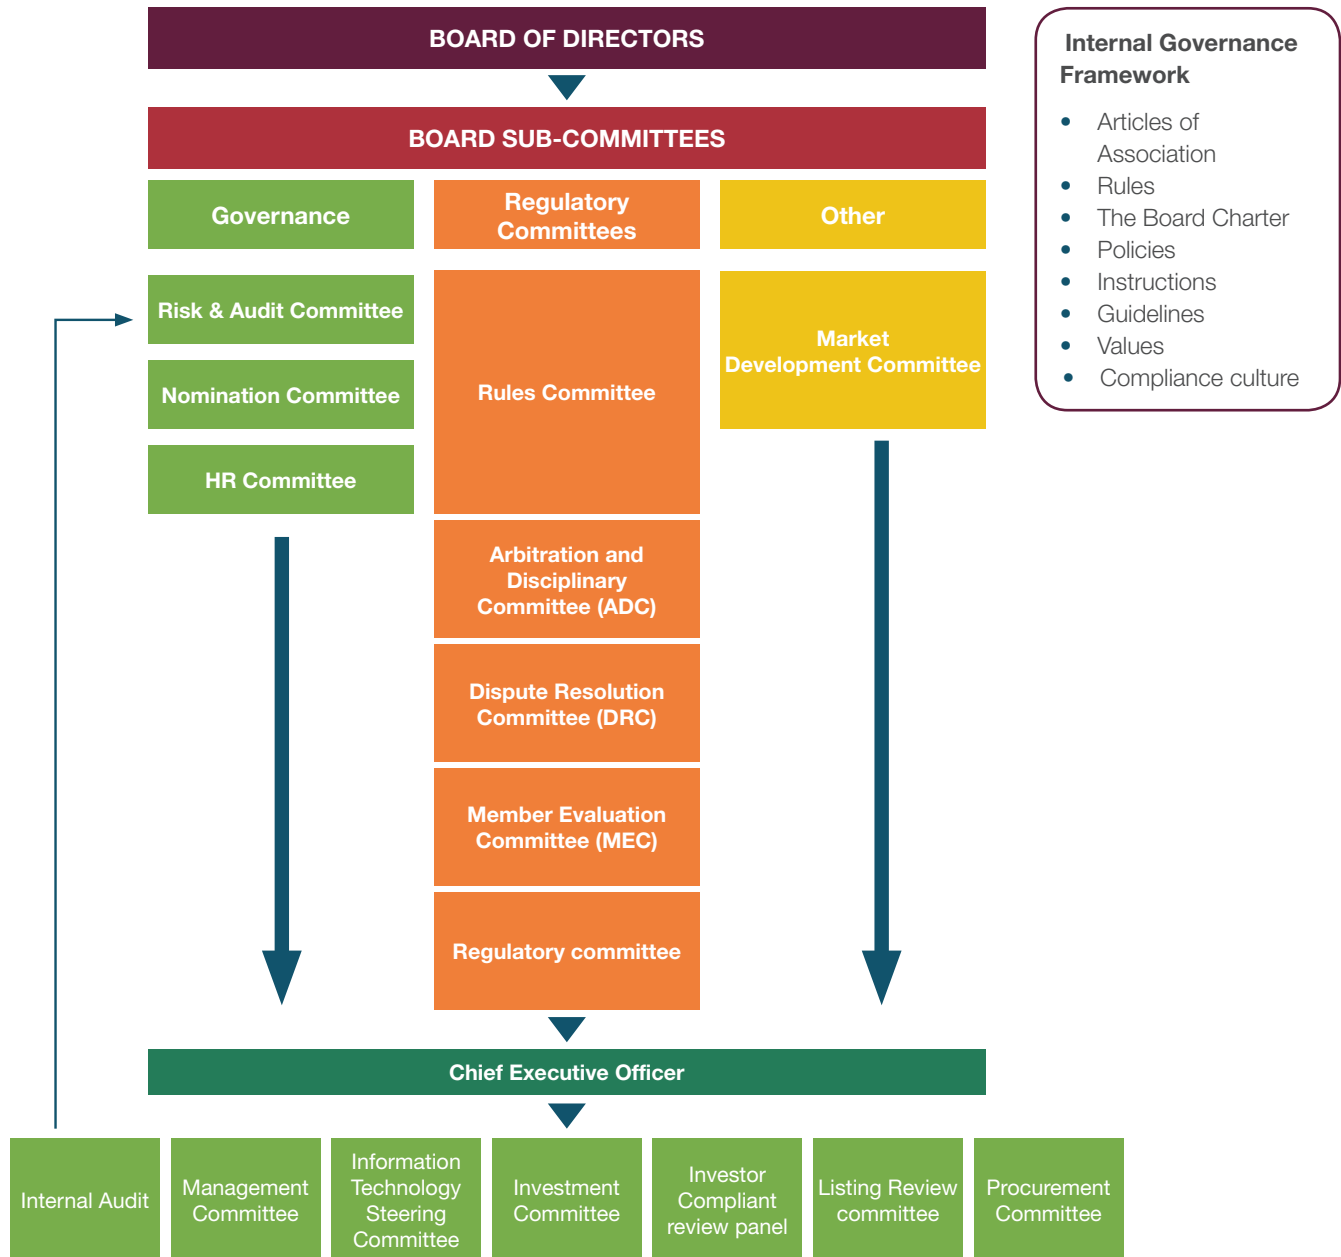 BOARD OF DIRECTORS
BOARD SUB-COMMITTEES
Governance
Regulatory
Committees
Other
Risk & Audit Committee
Nomination Committee
HR Committee
Rules Committee
Arbitration and
Disciplinary
Committee (ADC)
Dispute Resolution
Committee (DRC)
Member Evaluation
Committee (MEC)
Regulatory committee
Market
Development Committee
Chief Executive Officer
Internal Audit
Management
Committee
Information
Technology
Steering
Committee
Investment
Committee
Investor
Compliant
review panel
Listing Review
committee
Procurement
Committee
Internal Governance
Framework
• Articles of
Association
• Rules
• The Board Charter
• Policies
• Instructions
• Guidelines
• Values
• Compliance culture